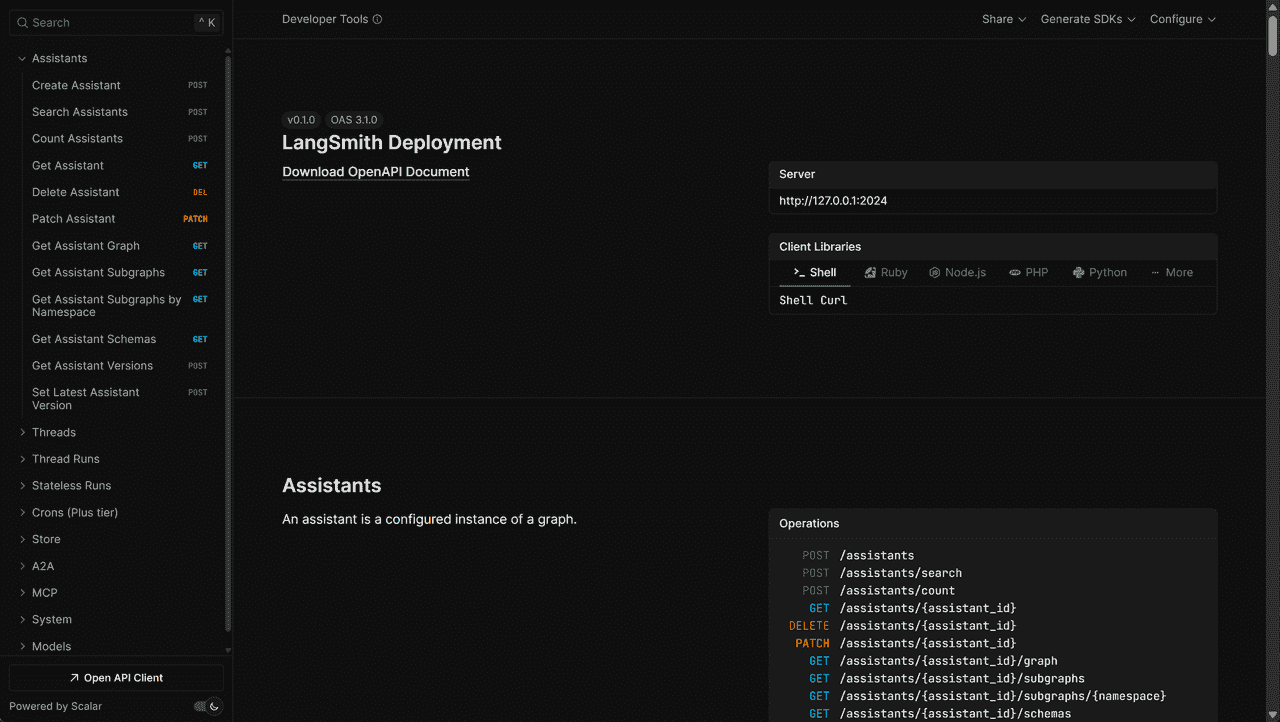 Search
^ K
Assistants
Create Assistant POST
Search Assistants POST
Count Assistants POST
Get Assistant GET
Delete Assistant DEL
Patch Assistant PATCH
Get Assistant Graph GET
Get Assistant Subgraphs GET
Get Assistant Subgraphs by GET
Namespace
Get Assistant Schemas GET
Get Assistant Versions POST
Set Latest Assistant POST
Version
Threads
Thread Runs
Stateless Runs
Crons (Plus tier)
Store
A2A
MCP
System
Models
Open API Client
Powered by Scalar
Developer Tools
Share Generate SDKs Configure
v0.1.0 OAS 3.1.0
LangSmith Deployment
Download OpenAPI Document
Server
http://127.0.0.1:2024
Client Libraries
Shell Ruby Node.js PHP Python More
Shell Curl
Assistants
An assistant is a configured instance of a graph.
Operations
POST /assistants
POST /assistants/search
POST /assistants/count
GET /assistants/{assistant_id}
DELETE /assistants/{assistant_id}
PATCH /assistants/{assistant_id}
GET /assistants/{assistant_id}/graph
GET /assistants/{assistant_id}/subgraphs
GET /assistants/{assistant_id}/subgraphs/{namespace}
GET /assistants/{assistant_id}/schemas